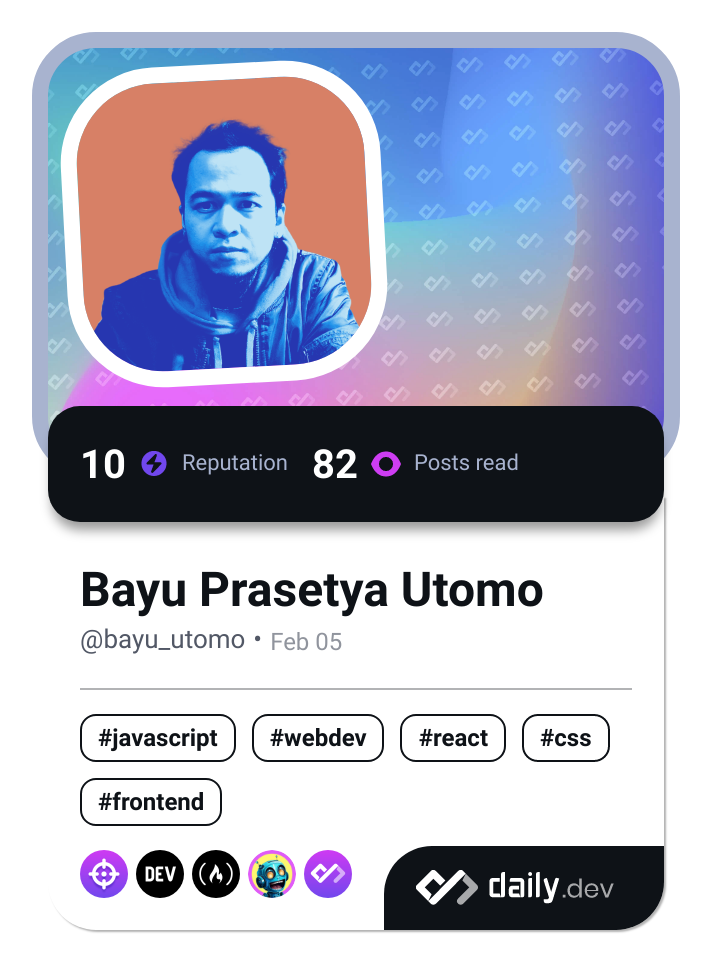 10 Reputation 82 Posts read
Bayu Prasetya Utomo
@bayu_utomo • Feb 05
#javascript #webdev #react #css
#frontend
DEV
daily.dev